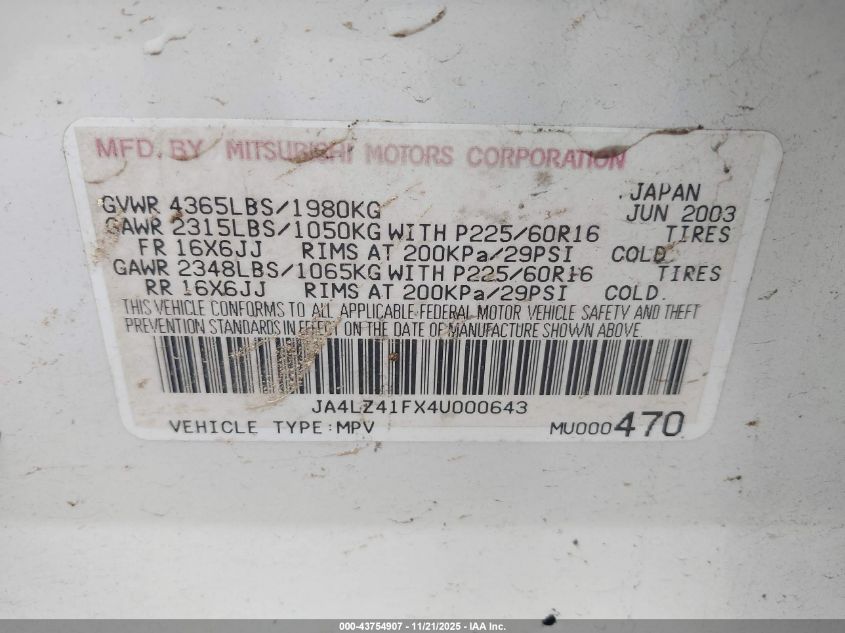 MFD. BY MITSUBISHI MOTORS CORPORATION
JAPAN
GVWR 4365LBS/1980KG JUN 2003
GAWR 2315LBS/1050KG WITH P225/60R16 TIRES
FR 16X6JJ RIMS AT 200KPa/29PSI COLD
GAWR 2348LBS/1065KG WITH P225/60R16 TIRES
RR 16X6JJ RIMS AT 200KPa/29PSI COLD.
THIS VEHICLE CONFORMS TO ALL APPLICABLE FEDERAL MOTOR VEHICLE SAFETY AND THEFT
PREVENTION STANDARDS IN EFFECT ON THE DATE OF MANUFACTURE SHOWN ABOVE.
JA4LZ41FX4U000643
VEHICLE TYPE:MPV MU000470
000-43754907 - 11/21/2025 - IAA Inc.